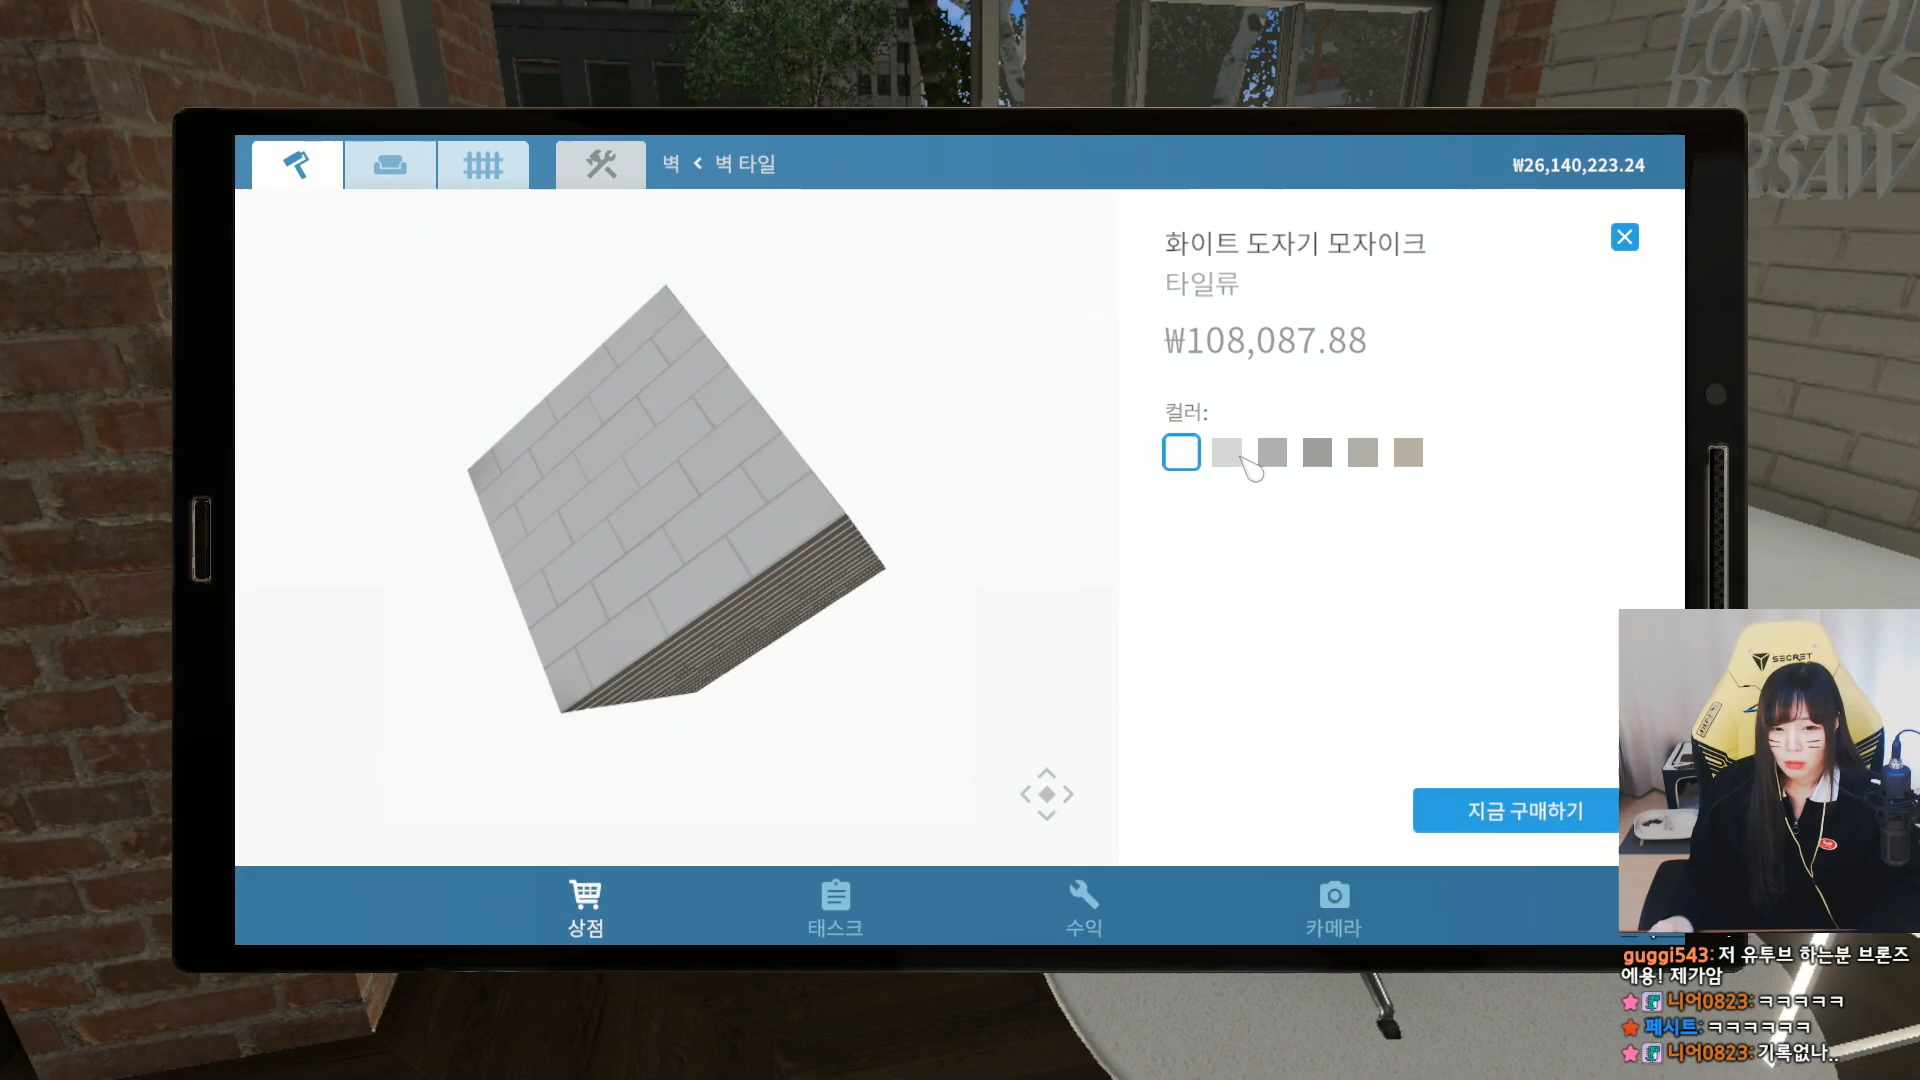 LONDON
PARIS
WARSAW
벽 < 벽 타일
₩26,140,223.24
화이트 도자기 모자이크
타일류
₩108,087.88
컬러:
지금 구매하기
상점
태스크
수익
카메라
SECRET
guggi543: 저 유투브 하는분 브론즈
에용! 제가암
니어0823: ㅋㅋㅋㅋㅋ
페시트: ㅋㅋㅋㅋㅋㅋ
니어0823: 기록없나..